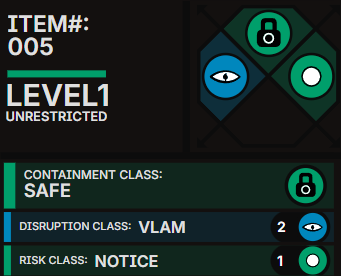 ITEM#:
005
LEVEL1
UNRESTRICTED
CONTAINMENT CLASS:
SAFE
DISRUPTION CLASS: VLAM 2
RISK CLASS: NOTICE 1